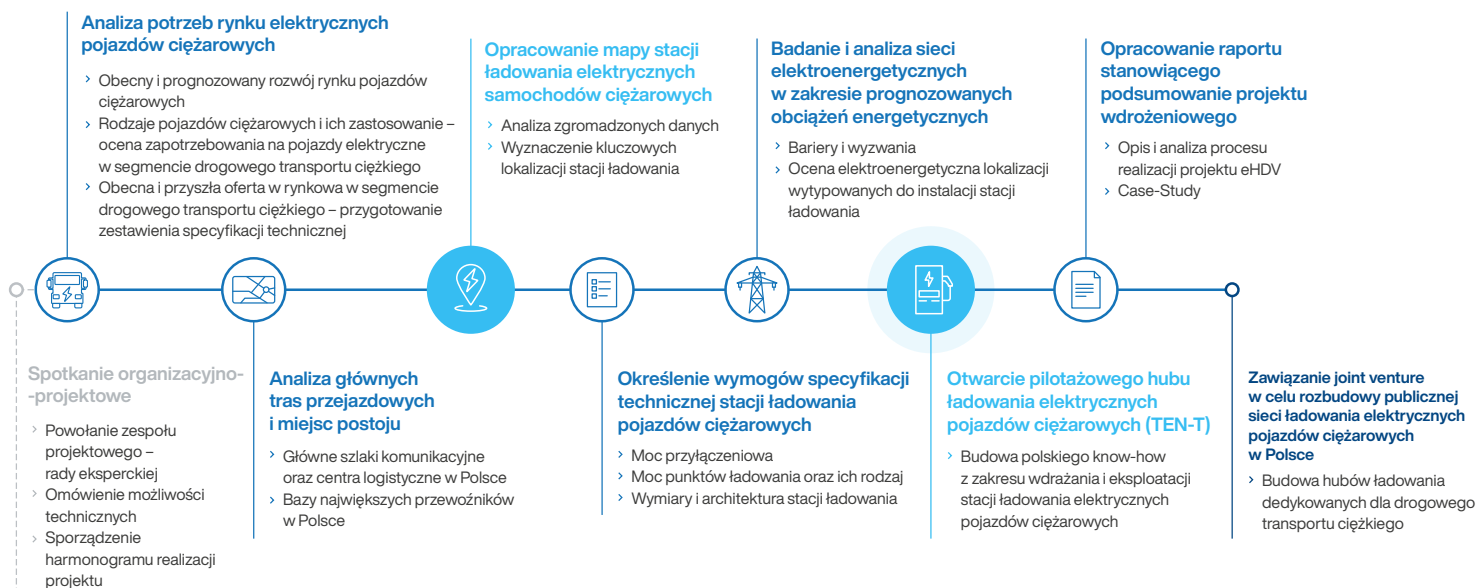 Analiza potrzeb rynku elektrycznych
pojazdów ciężarowych
› Obecny i prognozowany rozwój rynku pojazdów
ciężarowych
› Rodzaje pojazdów ciężarowych i ich zastosowanie –
ocena zapotrzebowania na pojazdy elektryczne
w segmencie drogowego transportu ciężkiego
› Obecna i przyszła oferta w rynkowa w segmencie
drogowego transportu ciężkiego – przygotowanie
zestawienia specyfikacji technicznej
Opracowanie mapy stacji
ładowania elektrycznych
samochodów ciężarowych
› Analiza zgromadzonych danych
› Wyznaczenie kluczowych
lokalizacji stacji ładowania
Badanie i analiza sieci
elektroenergetycznych
w zakresie prognozowanych
obciążeń energetycznych
› Bariery i wyzwania
› Ocena elektroenergetyczna lokalizacji
wytypowanych do instalacji stacji
ładowania
Opracowanie raportu
stanowiącego
podsumowanie projektu
wdrożeniowego
› Opis i analiza procesu
realizacji projektu eHDV
› Case-Study
Spotkanie organizacyjno-
-projektowe
› Powołanie zespołu
projektowego –
rady eksperckiej
› Omówienie możliwości
technicznych
› Sporządzenie
harmonogramu realizacji
projektu
Analiza głównych
tras przejazdowych
i miejsc postoju
› Główne szlaki komunikacyjne
oraz centra logistyczne w Polsce
› Bazy największych przewoźników
w Polsce
Określenie wymogów specyfikacji
technicznej stacji ładowania
pojazdów ciężarowych
› Moc przyłączeniowa
› Moc punktów ładowania oraz ich rodzaj
› Wymiary i architektura stacji ładowania
Otwarcie pilotażowego hubu
ładowania elektrycznych
pojazdów ciężarowych (TEN-T)
› Budowa polskiego know-how
z zakresu wdrażania i eksploatacji
stacji ładowania elektrycznych
pojazdów ciężarowych
Zawiązanie joint venture
w celu rozbudowy publicznej
sieci ładowania elektrycznych
pojazdów ciężarowych
w Polsce
› Budowa hubów ładowania
dedykowanych dla drogowego
transportu ciężkiego